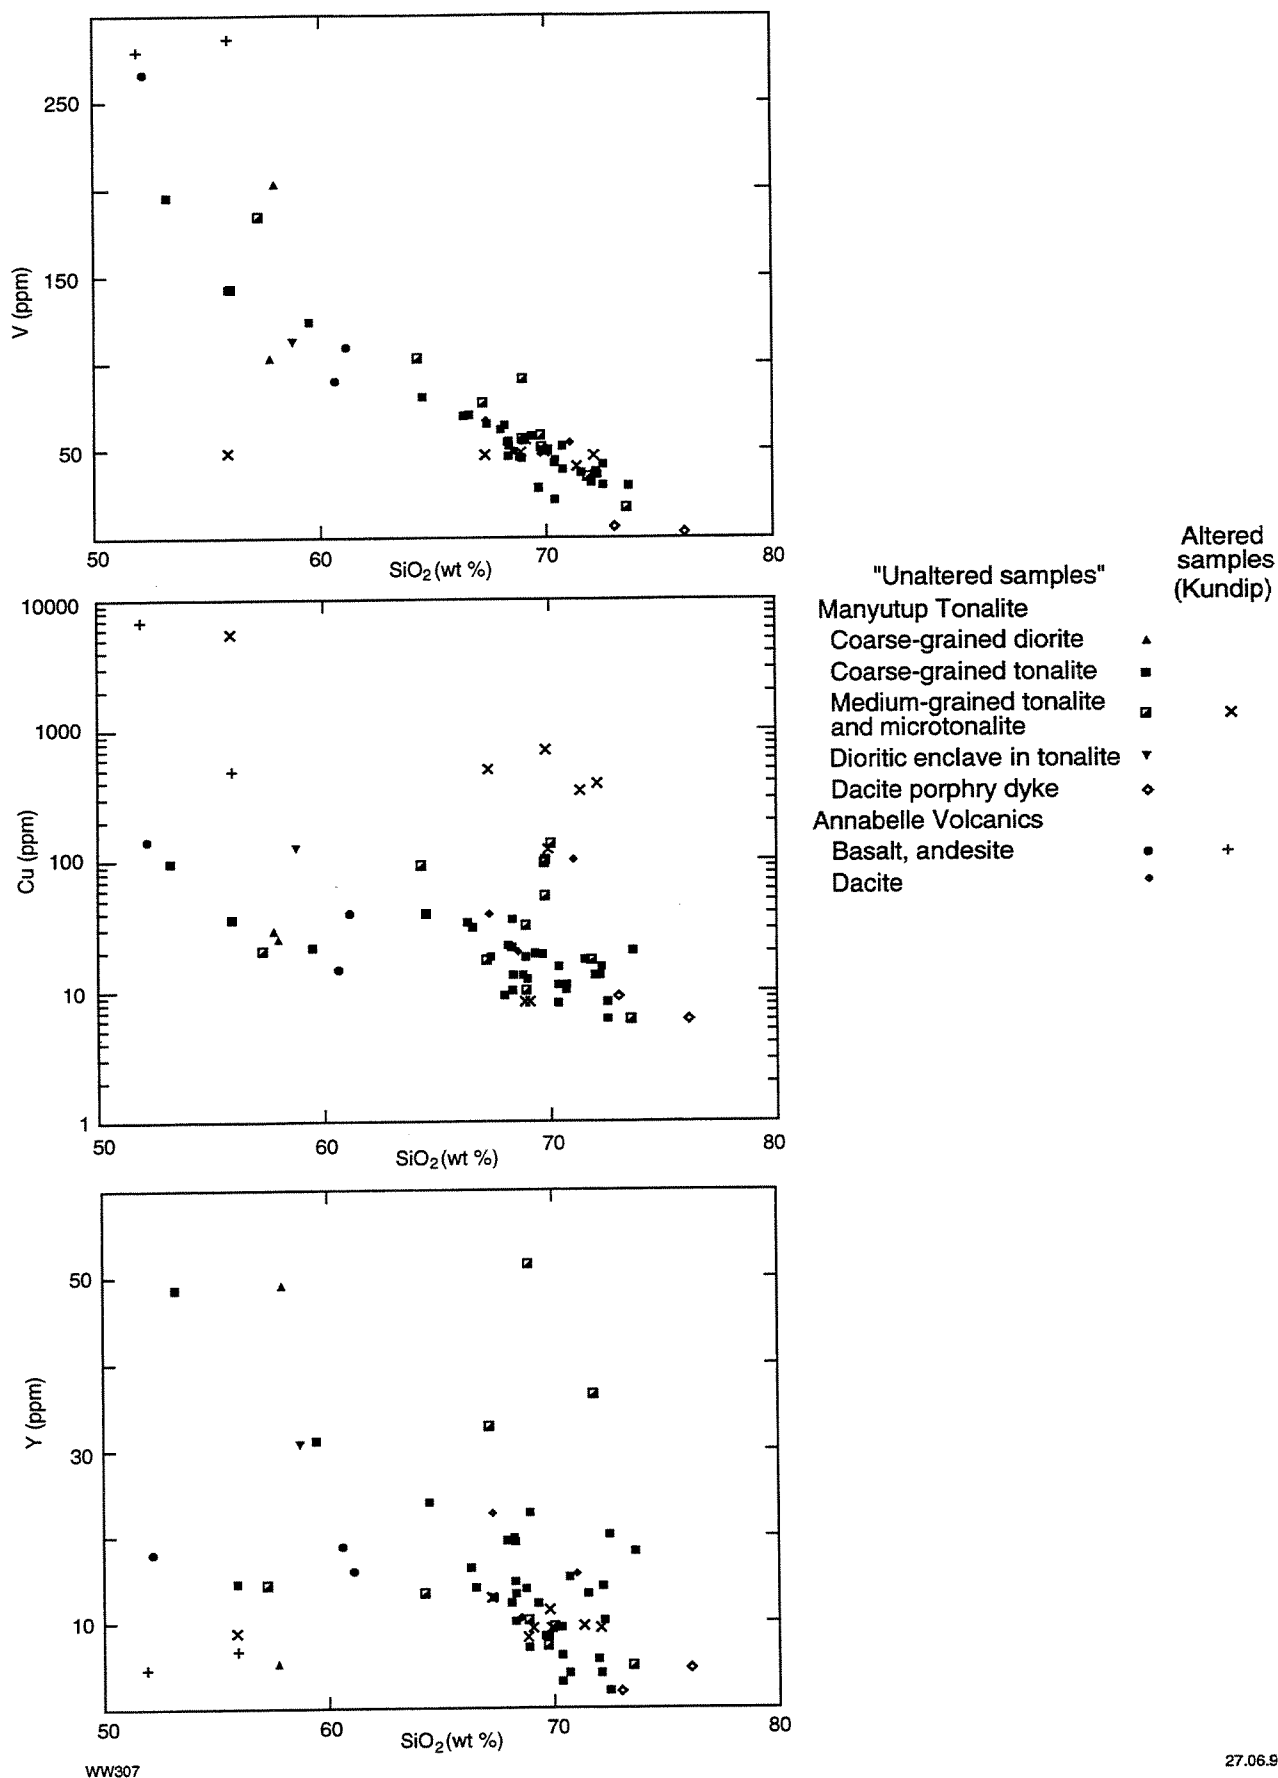 250
150
50
V (ppm)
50
60
70
80
SiO2 (wt %)
"Unaltered samples"
Altered
samples
(Kundip)
Manyutup Tonalite
Coarse-grained diorite
Coarse-grained tonalite
Medium-grained tonalite
and microtonalite
Dioritic enclave in tonalite
Dacite porphry dyke
Annabelle Volcanics
Basalt, andesite
Dacite
10000
1000
100
10
1
Cu (ppm)
50
60
70
80
SiO2 (wt %)
50
30
10
Y (ppm)
50
60
70
80
SiO2 (wt %)
WW307
27.06.9